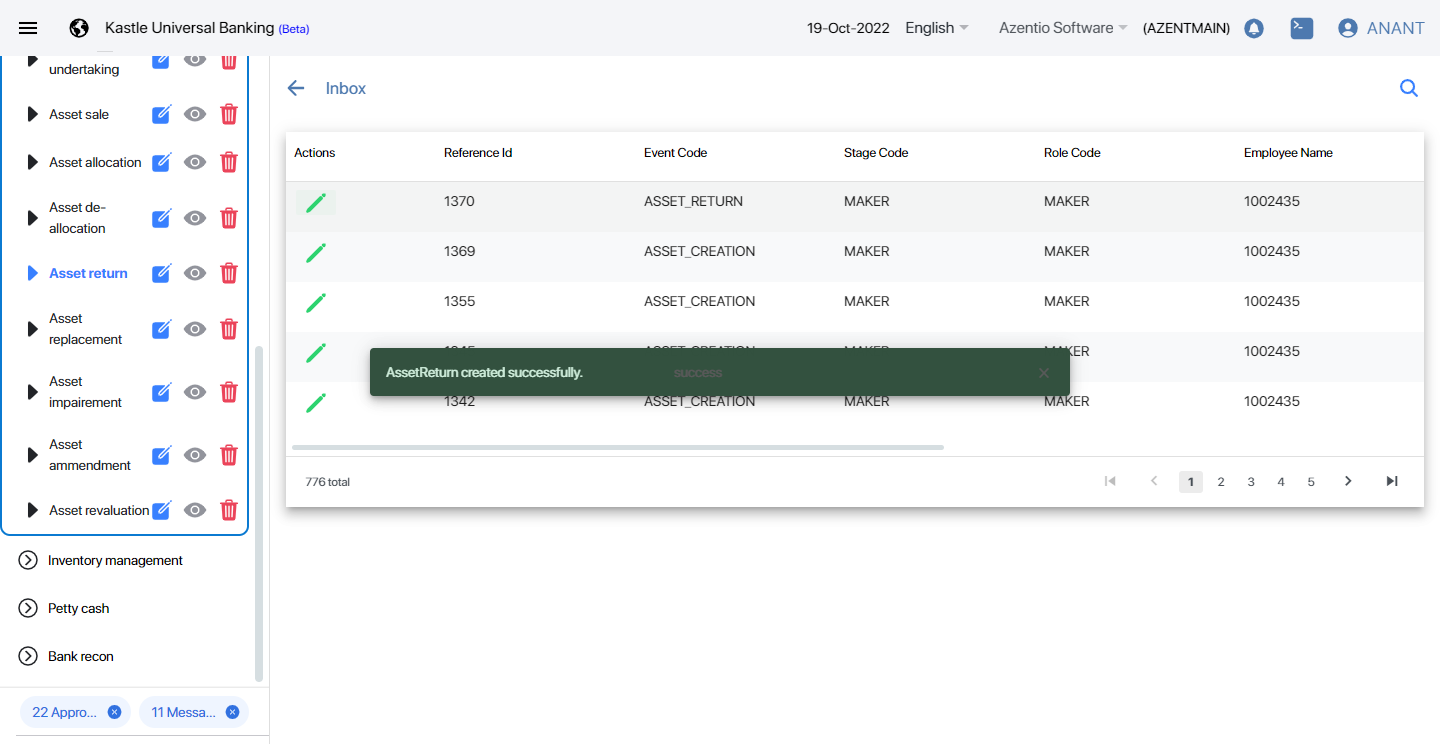 Kastle Universal Banking (Beta)
19-Oct-2022 English Azentio Software (AZENTMAIN) ANANT
undertaking
Asset sale
Asset allocation
Asset de-
allocation
Asset return
Asset
replacement
Asset
impairement
Asset
ammendment
Asset revaluation
Inventory management
Petty cash
Bank recon
22 Appro...
11 Messa...
Inbox
Actions Reference Id Event Code Stage Code Role Code Employee Name
1370 ASSET_RETURN MAKER MAKER 1002435
1369 ASSET_CREATION MAKER MAKER 1002435
1355 ASSET_CREATION MAKER MAKER 1002435
1002435
AssetReturn created successfully. success
1342 ASSET_CREATION MAKER MAKER 1002435
776 total
1 2 3 4 5